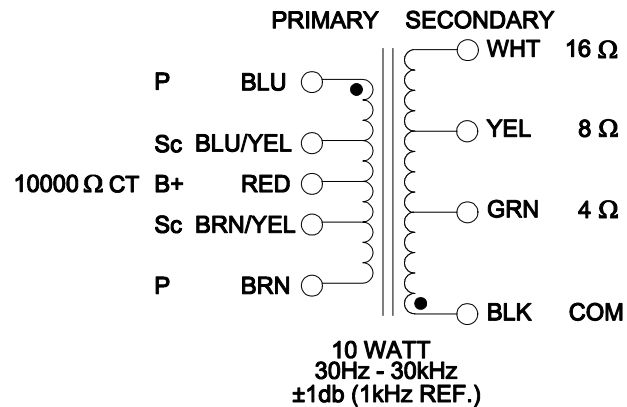 PRIMARY SECONDARY
WHT 16 Ω
P BLU
YEL 8 Ω
Sc BLU/YEL
10000 Ω CT B+ RED
GRN 4 Ω
Sc BRN/YEL
P BRN
BLK COM
10 WATT
30Hz - 30kHz
±1db (1kHz REF.)